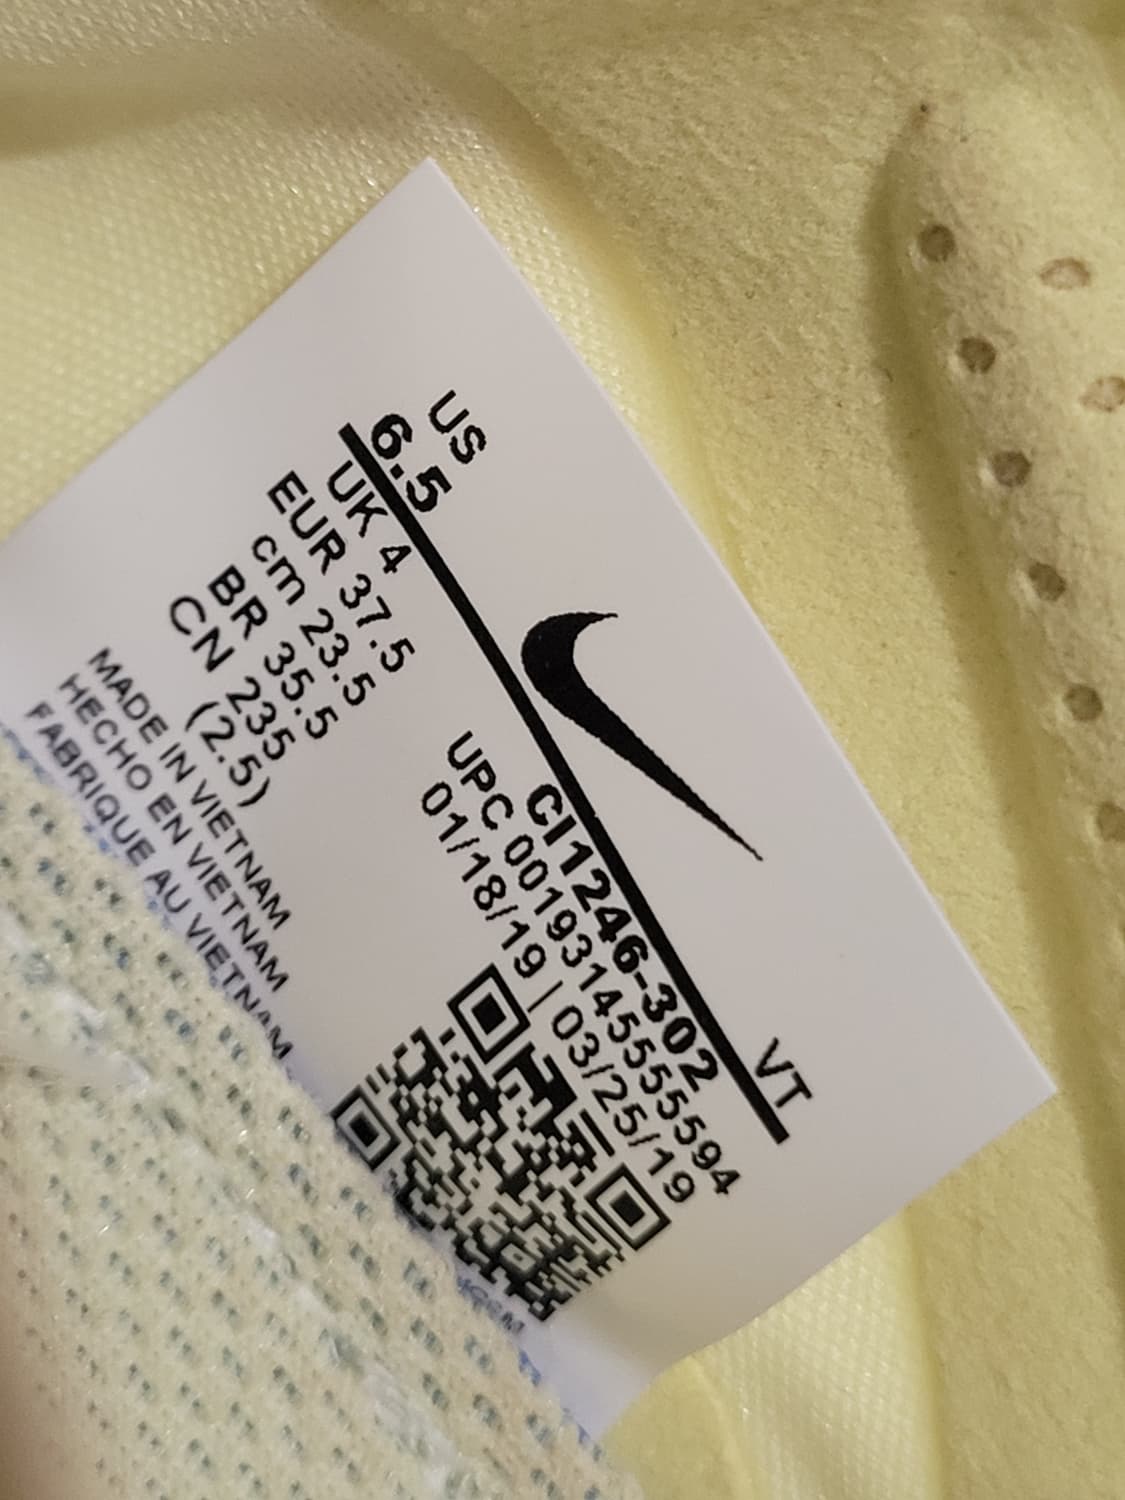 US
6.5
UK 4
EUR 37.5
cm 23.5
BR 35.5
CN 235
(2.5)
MADE IN VIETNAM
HECHO EN VIETNAM
FABRIQUE AU VIETNAM
VT
CI1246-302
UPC 00193145555594
01/18/19 | 03/25/19